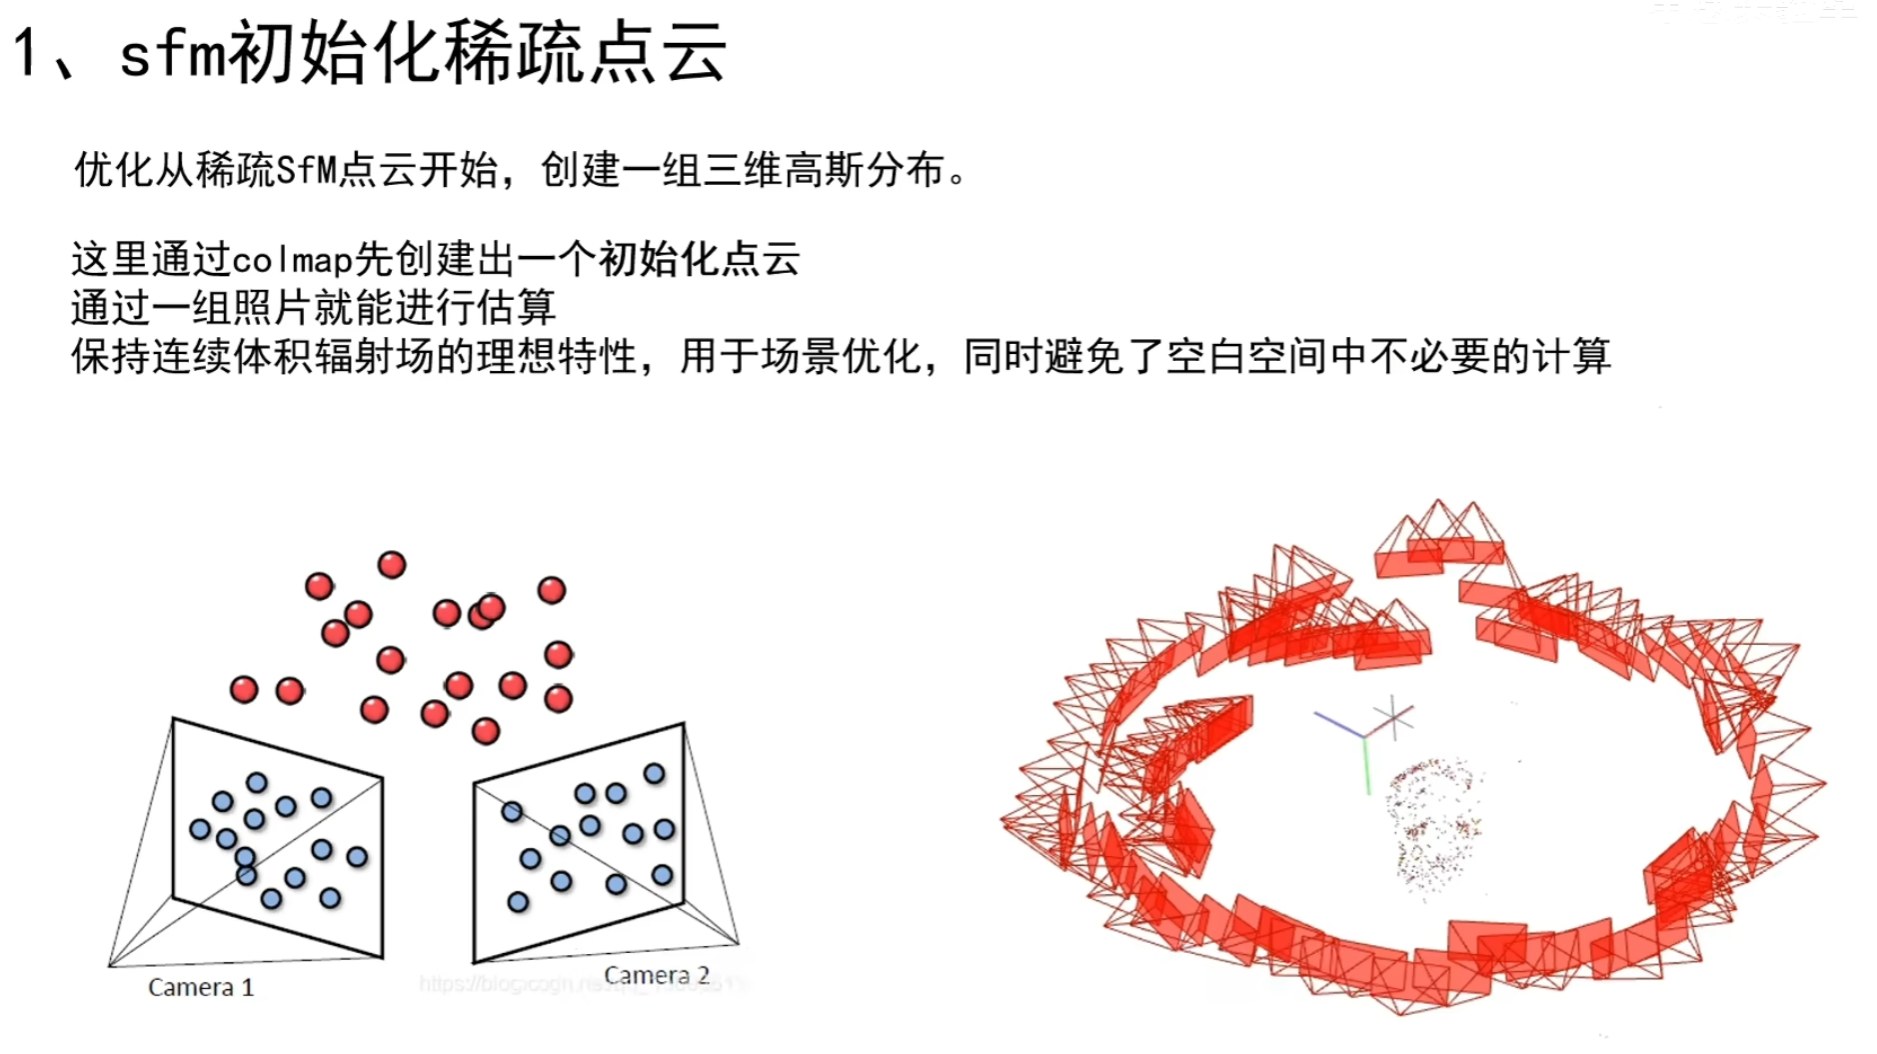 1、sfm初始化稀疏点云
优化从稀疏SfM点云开始，创建一组三维高斯分布。
这里通过colmap先创建出一个初始化点云
通过一组照片就能进行估算
保持连续体积辐射场的理想特性，用于场景优化，同时避免了空白空间中不必要的计算
Camera 1
Camera 2